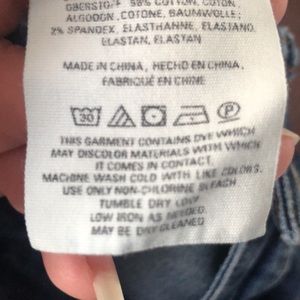 OBERSTOFF 98% COTTON, COTON,
ALGODON, COTONE, BAUMWOLLE;
2% SPANDEX, ELASTHANNE, ELASTANO,
ELASTAN, ELASTAN
MADE IN CHINA, HECHO EN CHINA,
FABRIQUÉ EN CHINE
30 P
THIS GARMENT CONTAINS DYE WHICH
MAY DISCOLOR MATERIALS WITH WHICH
IT COMES IN CONTACT.
MACHINE WASH COLD WITH LIKE COLORS.
USE ONLY NON-CHLORINE BLEACH
TUMBLE DRY LOW
LOW IRON AS NEEDED
MAY BE DRY CLEANED